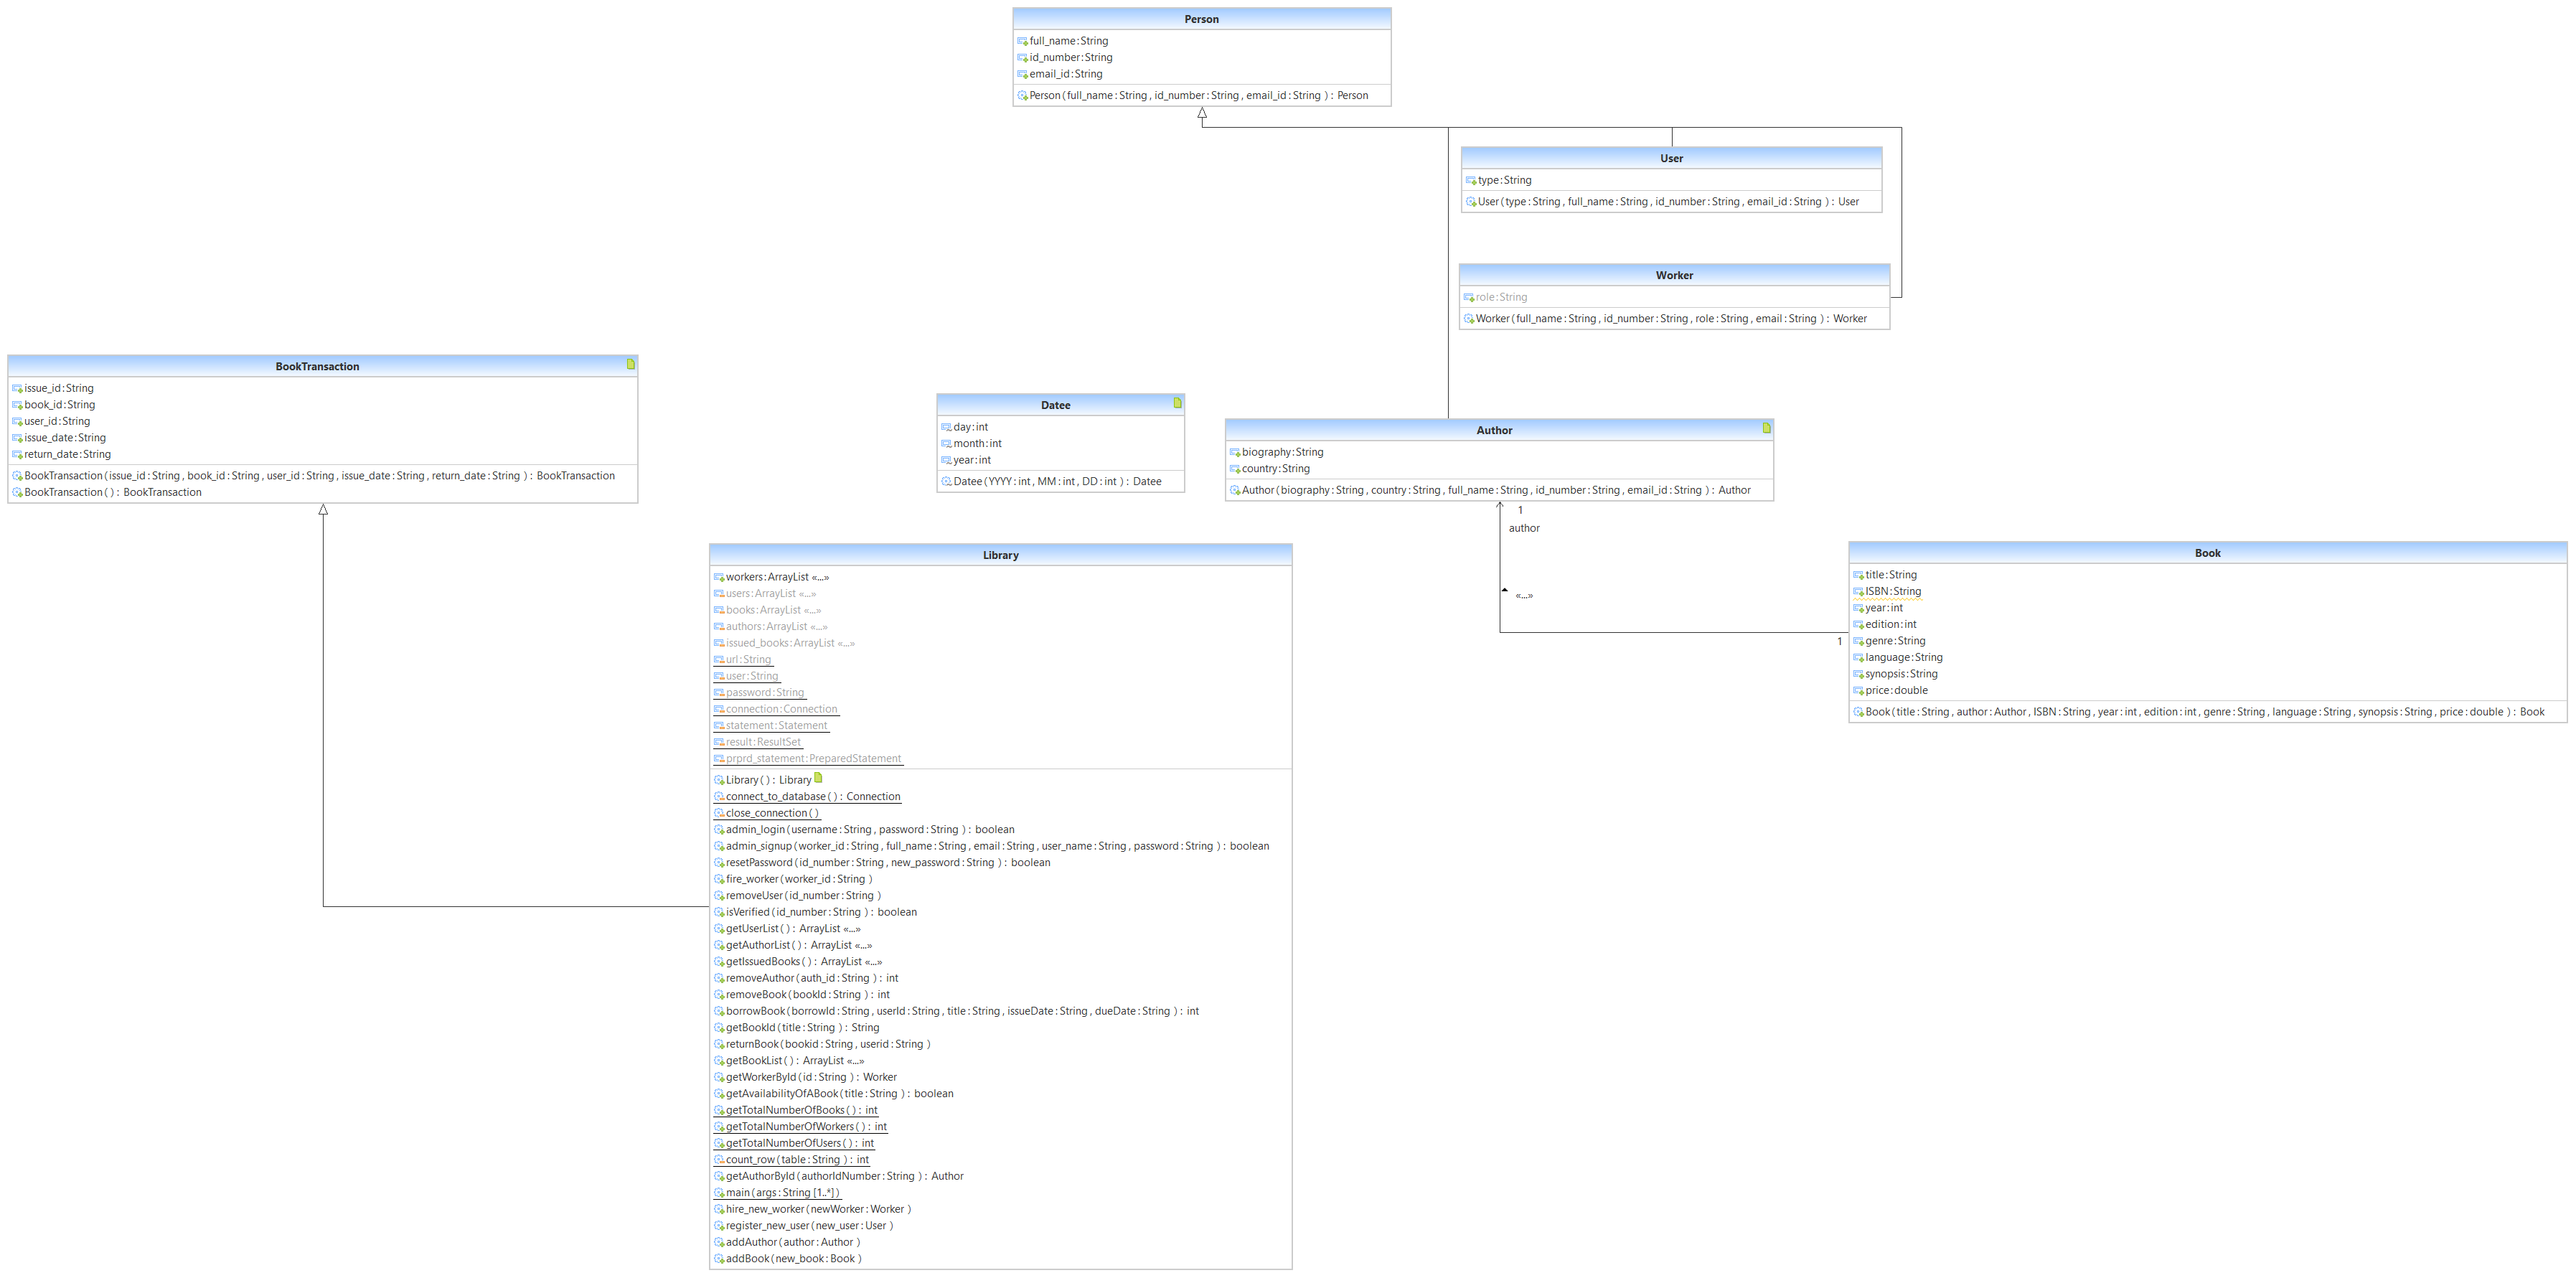 Person
full_name:String
id_number:String
email_id:String
Person(full_name:String, id_number:String, email_id:String ): Person
User
type:String
User(type:String, full_name:String, id_number:String, email_id:String ): User
Worker
role:String
Worker(full_name:String, id_number:String, role:String, email:String ): Worker
BookTransaction
issue_id:String
book_id:String
user_id:String
issue_date:String
return_date:String
BookTransaction(issue_id:String, book_id:String, user_id:String, issue_date:String, return_date:String ): BookTransaction
BookTransaction(): BookTransaction
Datee
day:int
month:int
year:int
Datee(YYYY:int, MM:int, DD:int ): Datee
Author
biography:String
country:String
Author(biography:String, country:String, full_name:String, id_number:String, email_id:String ): Author
1
author
«...»
1
Library
workers:ArrayList «...»
users:ArrayList «...»
books:ArrayList «...»
authors:ArrayList «...»
issued_books:ArrayList «...»
url:String
user:String
password:String
connection:Connection
statement:Statement
result:ResultSet
prprd_statement:PreparedStatement
Library(): Library
connect_to_database(): Connection
close_connection()
admin_login(username:String, password:String ): boolean
admin_signup(worker_id:String, full_name:String, email:String, user_name:String, password:String ): boolean
resetPassword(id_number:String, new_password:String ): boolean
fire_worker(worker_id:String )
removeUser(id_number:String )
isVerified(id_number:String ): boolean
getUserList(): ArrayList «...»
getAuthorList(): ArrayList «...»
getIssuedBooks(): ArrayList «...»
removeAuthor(auth_id:String ): int
removeBook(bookId:String ): int
borrowBook(borrowId:String, userId:String, title:String, issueDate:String, dueDate:String ): int
getBookId(title:String ): String
returnBook(bookid:String, userid:String )
getBookList(): ArrayList «...»
getWorkerById(id:String ): Worker
getAvailabilityOfABook(title:String ): boolean
getTotalNumberOfBooks(): int
getTotalNumberOfWorkers(): int
getTotalNumberOfUsers(): int
count_row(table:String ): int
getAuthorById(authorIdNumber:String ): Author
main(args:String [1..*])
hire_new_worker(newWorker:Worker )
register_new_user(new_user:User )
addAuthor(author:Author )
addBook(new_book:Book )
Book
title:String
ISBN:String
year:int
edition:int
genre:String
language:String
synopsis:String
price:double
Book(title:String, author:Author, ISBN:String, year:int, edition:int, genre:String, language:String, synopsis:String, price:double ): Book